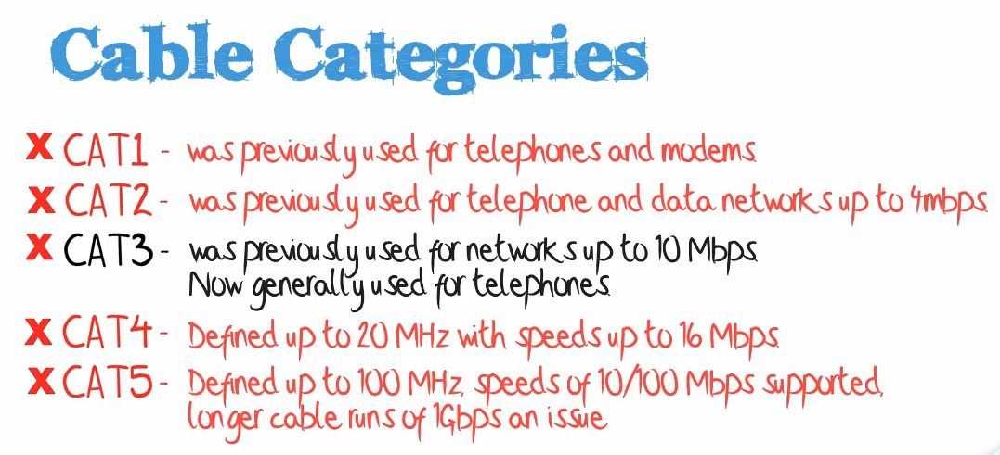 Cable Categories
X CAT1 - was previously used for telephones and modems.
X CAT2 - was previously used for telephone and data networks up to 4mbps.
X CAT3 - was previously used for networks up to 10 Mbps.
Now generally used for telephones.
X CAT4 - Defined up to 20 MHz with speeds up to 16 Mbps.
X CAT5 - Defined up to 100 MHz, speeds of 10/100 Mbps supported,
longer cable runs of 1Gbps an issue